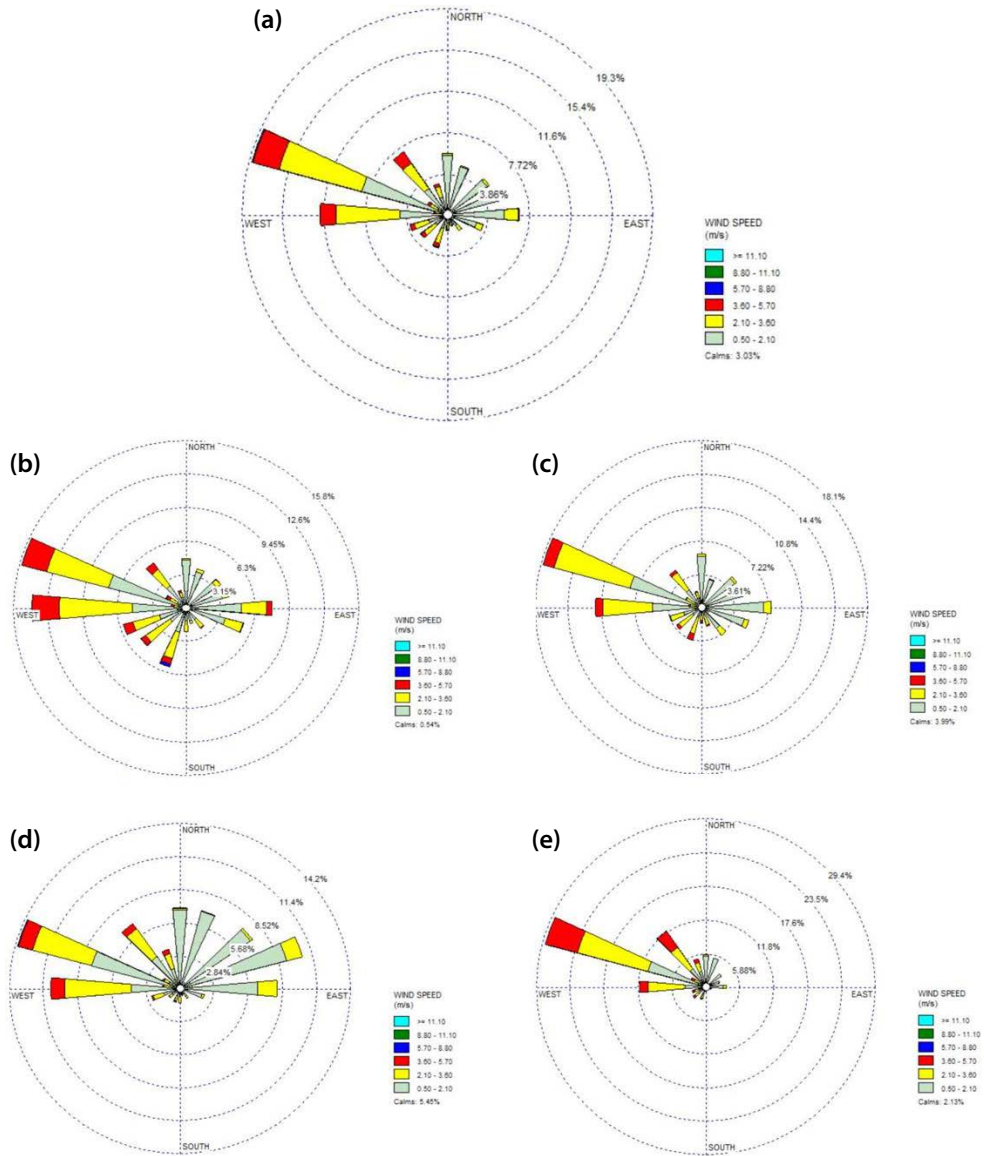 (a)
NORTH
19.3%
15.4%
11.6%
7.72%
3.86%
WEST
EAST
SOUTH
WIND SPEED
(m/s)
>= 11.10
8.80 - 11.10
5.70 - 8.80
3.60 - 5.70
2.10 - 3.60
0.50 - 2.10
Calms: 3.03%
(b)
NORTH
15.8%
12.6%
9.45%
6.3%
3.15%
WEST
EAST
SOUTH
WIND SPEED
(m/s)
>= 11.10
8.80 - 11.10
5.70 - 8.80
3.60 - 5.70
2.10 - 3.60
0.50 - 2.10
Calms: 0.54%
(c)
NORTH
18.1%
14.4%
10.8%
7.22%
3.61%
WEST
EAST
SOUTH
WIND SPEED
(m/s)
>= 11.10
8.80 - 11.10
5.70 - 8.80
3.60 - 5.70
2.10 - 3.60
0.50 - 2.10
Calms: 3.99%
(d)
NORTH
14.2%
11.4%
8.52%
5.68%
2.84%
WEST
EAST
SOUTH
WIND SPEED
(m/s)
>= 11.10
8.80 - 11.10
5.70 - 8.80
3.60 - 5.70
2.10 - 3.60
0.50 - 2.10
Calms: 5.45%
(e)
NORTH
29.4%
23.5%
17.6%
11.8%
5.88%
WEST
EAST
SOUTH
WIND SPEED
(m/s)
>= 11.10
8.80 - 11.10
5.70 - 8.80
3.60 - 5.70
2.10 - 3.60
0.50 - 2.10
Calms: 2.13%